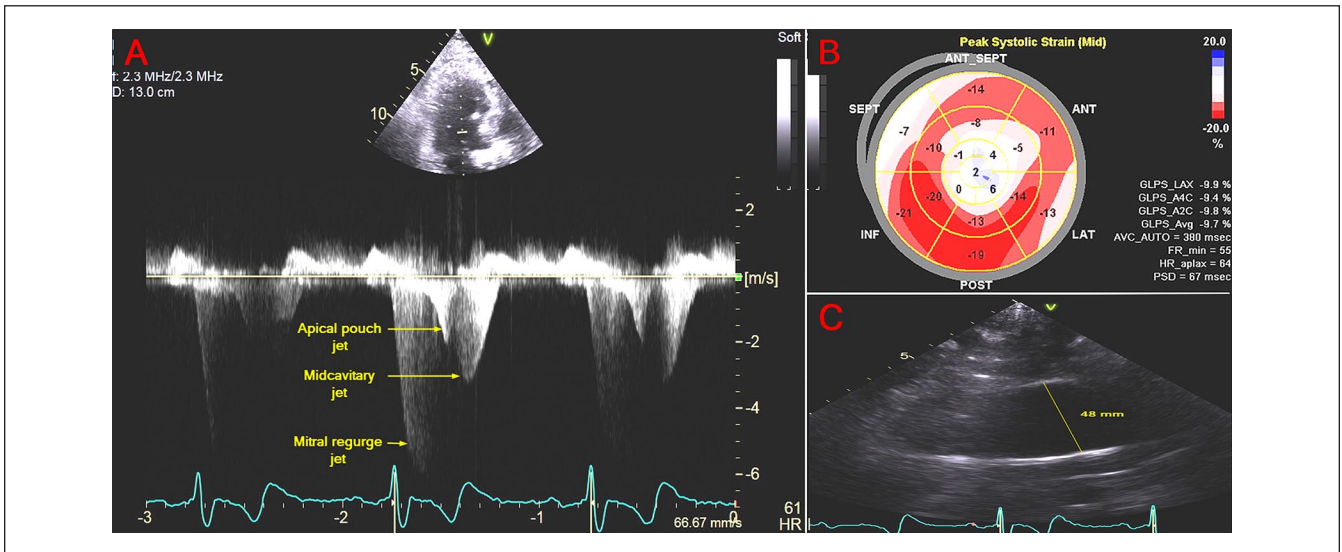 A
V
Soft
f: 2.3 MHz/2.3 MHz
D: 13.0 cm
5
10
2
[m/s]
-2
-4
-6
Apical pouch
jet
Midcavitary
jet
Mitral regurge
jet
-3
-2
-1
0
66.67 mm/s
61
HR
B
Peak Systolic Strain (Mid)
ANT_SEPT
SEPT
ANT
INF
LAT
POST
-14
-7
-11
-8
-10
-5
-1
4
2
0
6
-20
-14
-21
-13
-13
-19
20.0
-20.0
%
GLPS_LAX -9.9 %
GLPS_A4C -9.4 %
GLPS_A2C -9.8 %
GLPS_Avg -9.7 %
AVC_AUTO = 380 msec
FR_min = 55
HR_aplax = 64
PSD = 67 msec
C
V
5
48 mm